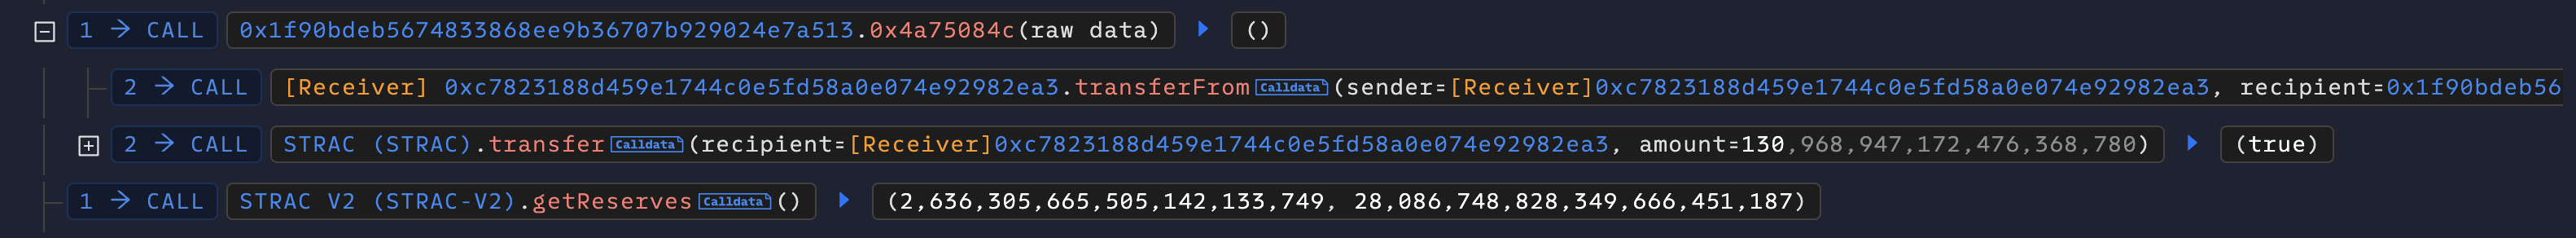 1 → CALL 0x1f90bdeb5674833868ee9b36707b929024e7a513.0x4a75084c(raw data) ()
2 → CALL [Receiver] 0xc7823188d459e1744c0e5fd58a0e074e92982ea3.transferFrom Calldata (sender=[Receiver]0xc7823188d459e1744c0e5fd58a0e074e92982ea3, recipient=0x1f90bdeb56
2 → CALL STRAC (STRAC).transfer Calldata (recipient=[Receiver]0xc7823188d459e1744c0e5fd58a0e074e92982ea3, amount=130,968,947,172,476,368,780) (true)
1 → CALL STRAC V2 (STRAC-V2).getReserves Calldata () (2,636,305,665,505,142,133,749, 28,086,748,828,349,666,451,187)